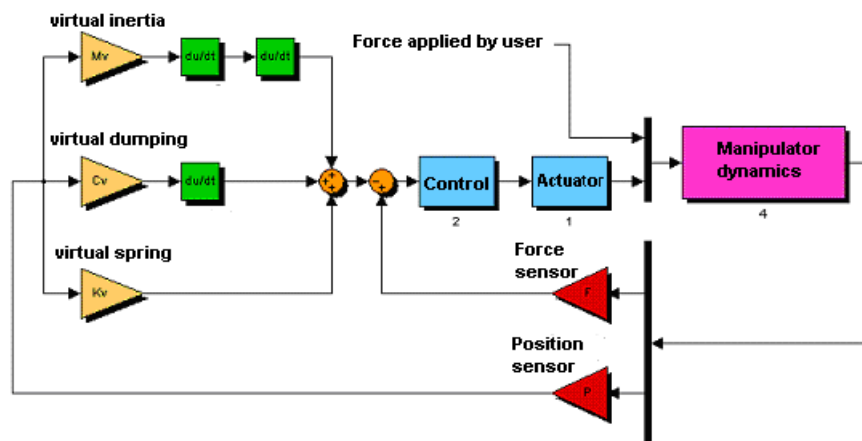 virtual inertia
Mv
du/dt
du/dt
Force applied by user
virtual dumping
Cv
du/dt
+
+
+
-
+
Control
2
Actuator
1
Manipulator
dynamics
4
virtual spring
Kv
Force
sensor
F
Position
sensor
P